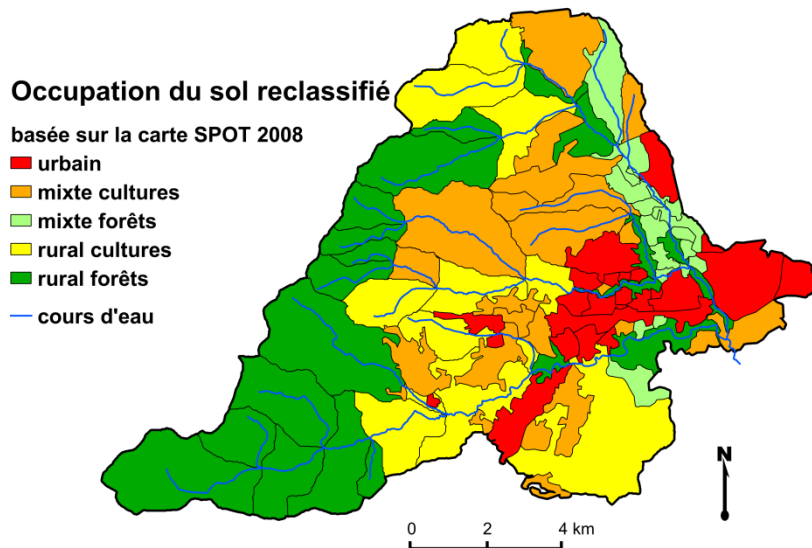 Occupation du sol reclassifié
basée sur la carte SPOT 2008
urbain
mixte cultures
mixte forêts
rural cultures
rural forêts
cours d'eau
N
0 2 4 km